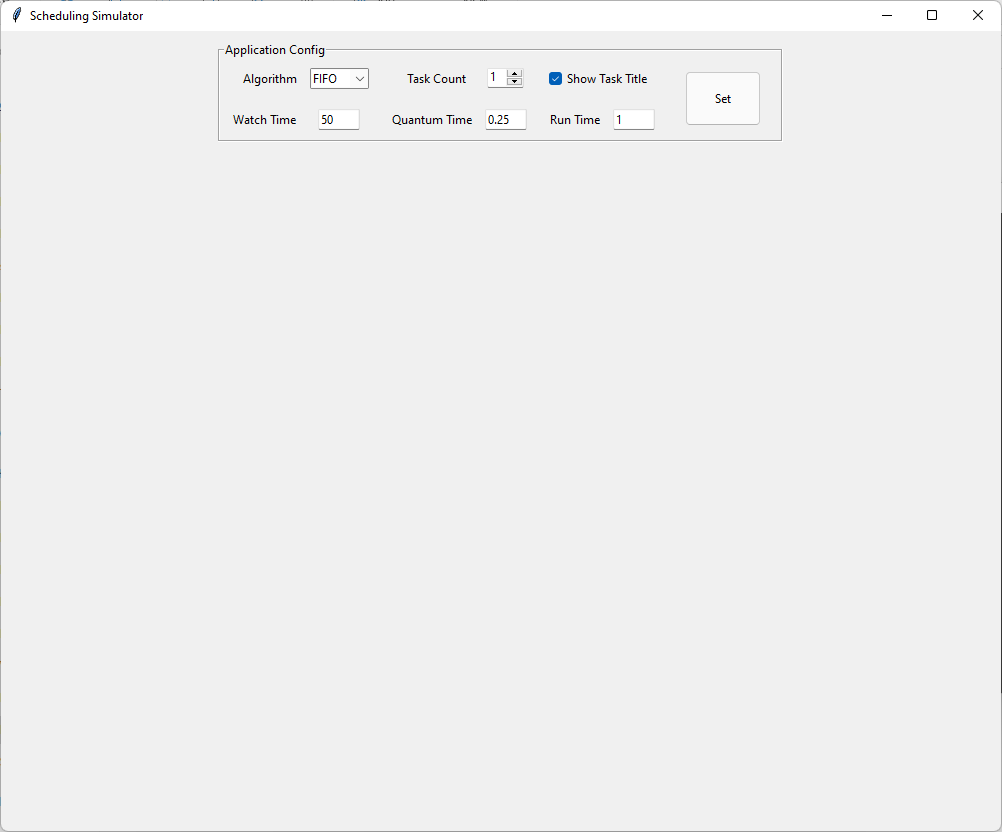 Scheduling Simulator
Application Config
Algorithm FIFO Task Count 1 Show Task Title
Set
Watch Time 50 Quantum Time 0.25 Run Time 1